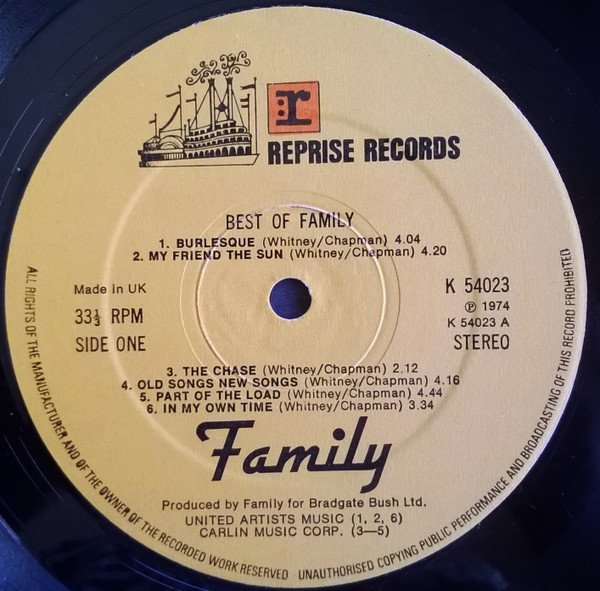 r
REPRISE RECORDS
BEST OF FAMILY
1. BURLESQUE (Whitney/Chapman) 4.04
2. MY FRIEND THE SUN (Whitney/Chapman) 4.20
Made in UK
33⅓ RPM
SIDE ONE
K 54023
Ⓟ 1974
K 54023 A
STEREO
3. THE CHASE (Whitney/Chapman) 2.12
4. OLD SONGS NEW SONGS (Whitney/Chapman) 4.16
5. PART OF THE LOAD (Whitney/Chapman) 4.44
6. IN MY OWN TIME (Whitney/Chapman) 3.34
Family
Produced by Family for Bradgate Bush Ltd.
UNITED ARTISTS MUSIC (1, 2, 6)
CARLIN MUSIC CORP. (3—5)
ALL RIGHTS OF THE MANUFACTURER AND OF THE OWNER OF THE RECORDED WORK RESERVED UNAUTHORISED COPYING PUBLIC PERFORMANCE AND BROADCASTING OF THIS RECORD PROHIBITED